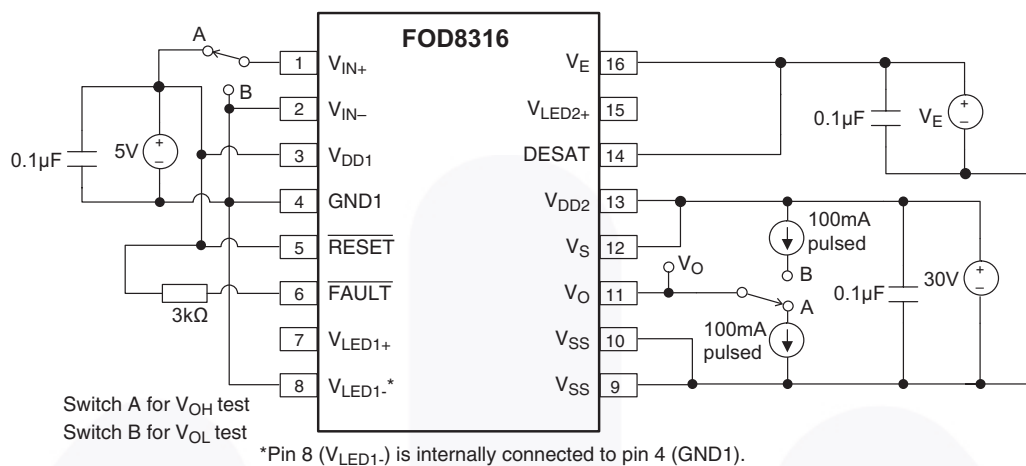 FOD8316
A
B
0.1µF
5V
+
–
3kΩ
1 VIN+
2 VIN–
3 VDD1
4 GND1
5 RESET
6 FAULT
7 VLED1+
8 VLED1-*
VE 16
VLED2+ 15
DESAT 14
VDD2 13
VS 12
VO 11
VSS 10
VSS 9
0.1µF
VE
+
–
100mA
pulsed
B
VO
A
100mA
pulsed
0.1µF
30V
+
–
Switch A for VOH test
Switch B for VOL test
*Pin 8 (VLED1-) is internally connected to pin 4 (GND1).